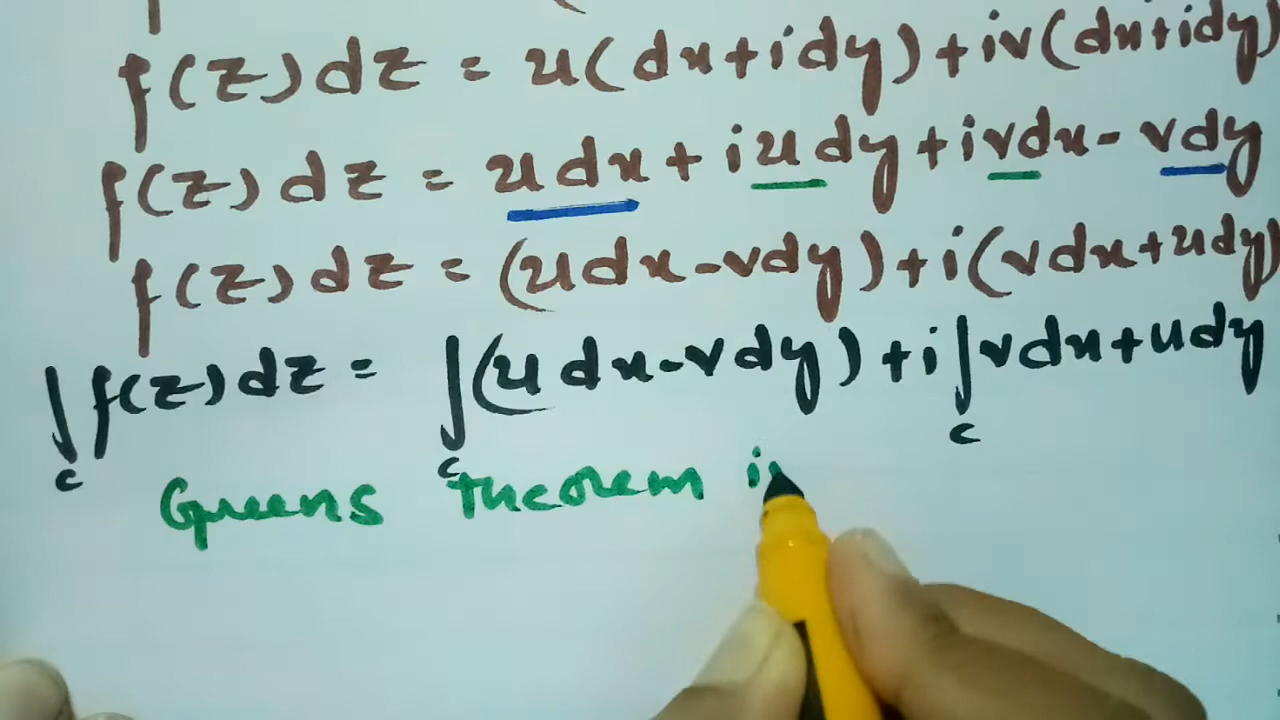 f(z)dz = u(dx+idy)+iv(dx+idy)
f(z)dz = udx+iudy+ivdx-vdy
f(z)dz = (udx-vdy)+i(vdx+udy)
∫c f(z)dz = ∫c (udx-vdy)+i∫c vdx+udy
Greens theorem i